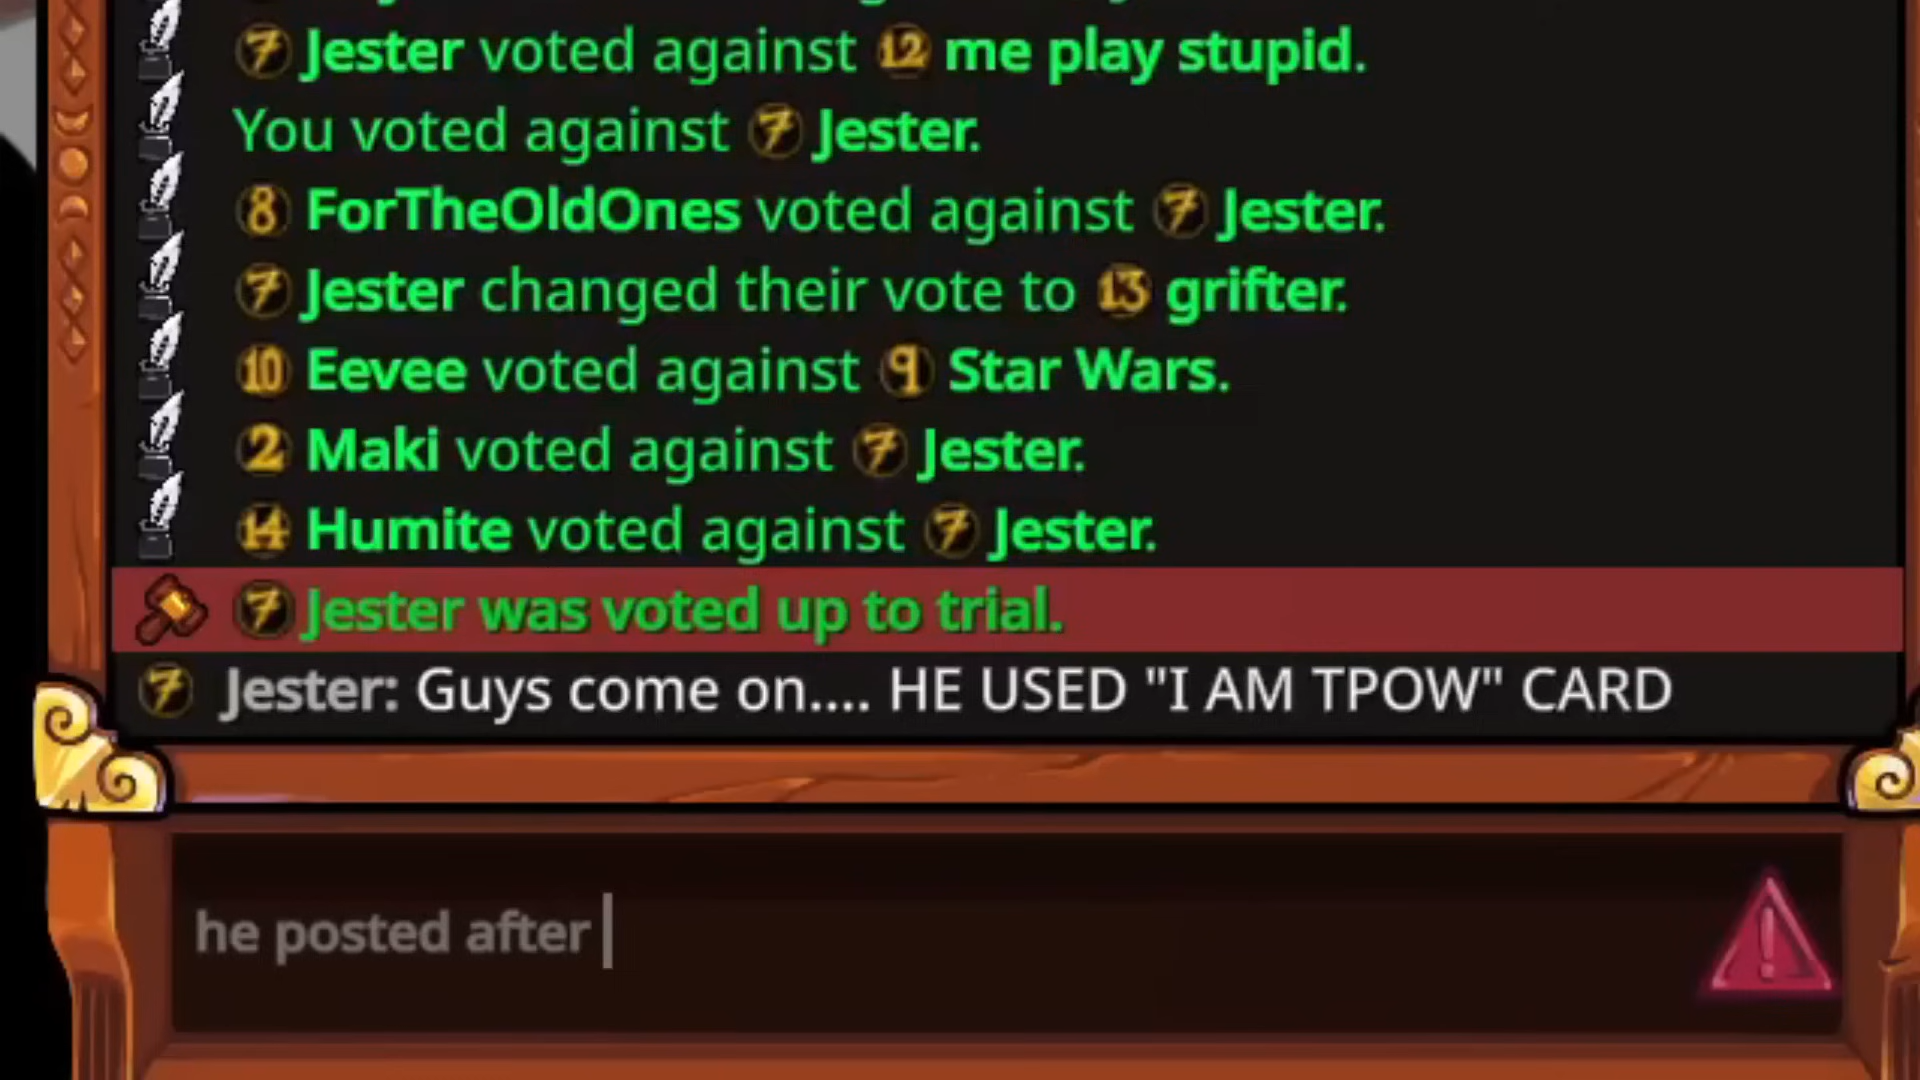 7 Jester voted against 12 me play stupid.
You voted against 7 Jester.
8 ForTheOldOnes voted against 7 Jester.
7 Jester changed their vote to 13 grifter.
10 Eevee voted against 9 Star Wars.
2 Maki voted against 7 Jester.
14 Humite voted against 7 Jester.
7 Jester was voted up to trial.
7 Jester: Guys come on.... HE USED "I AM TPOW" CARD
he posted after